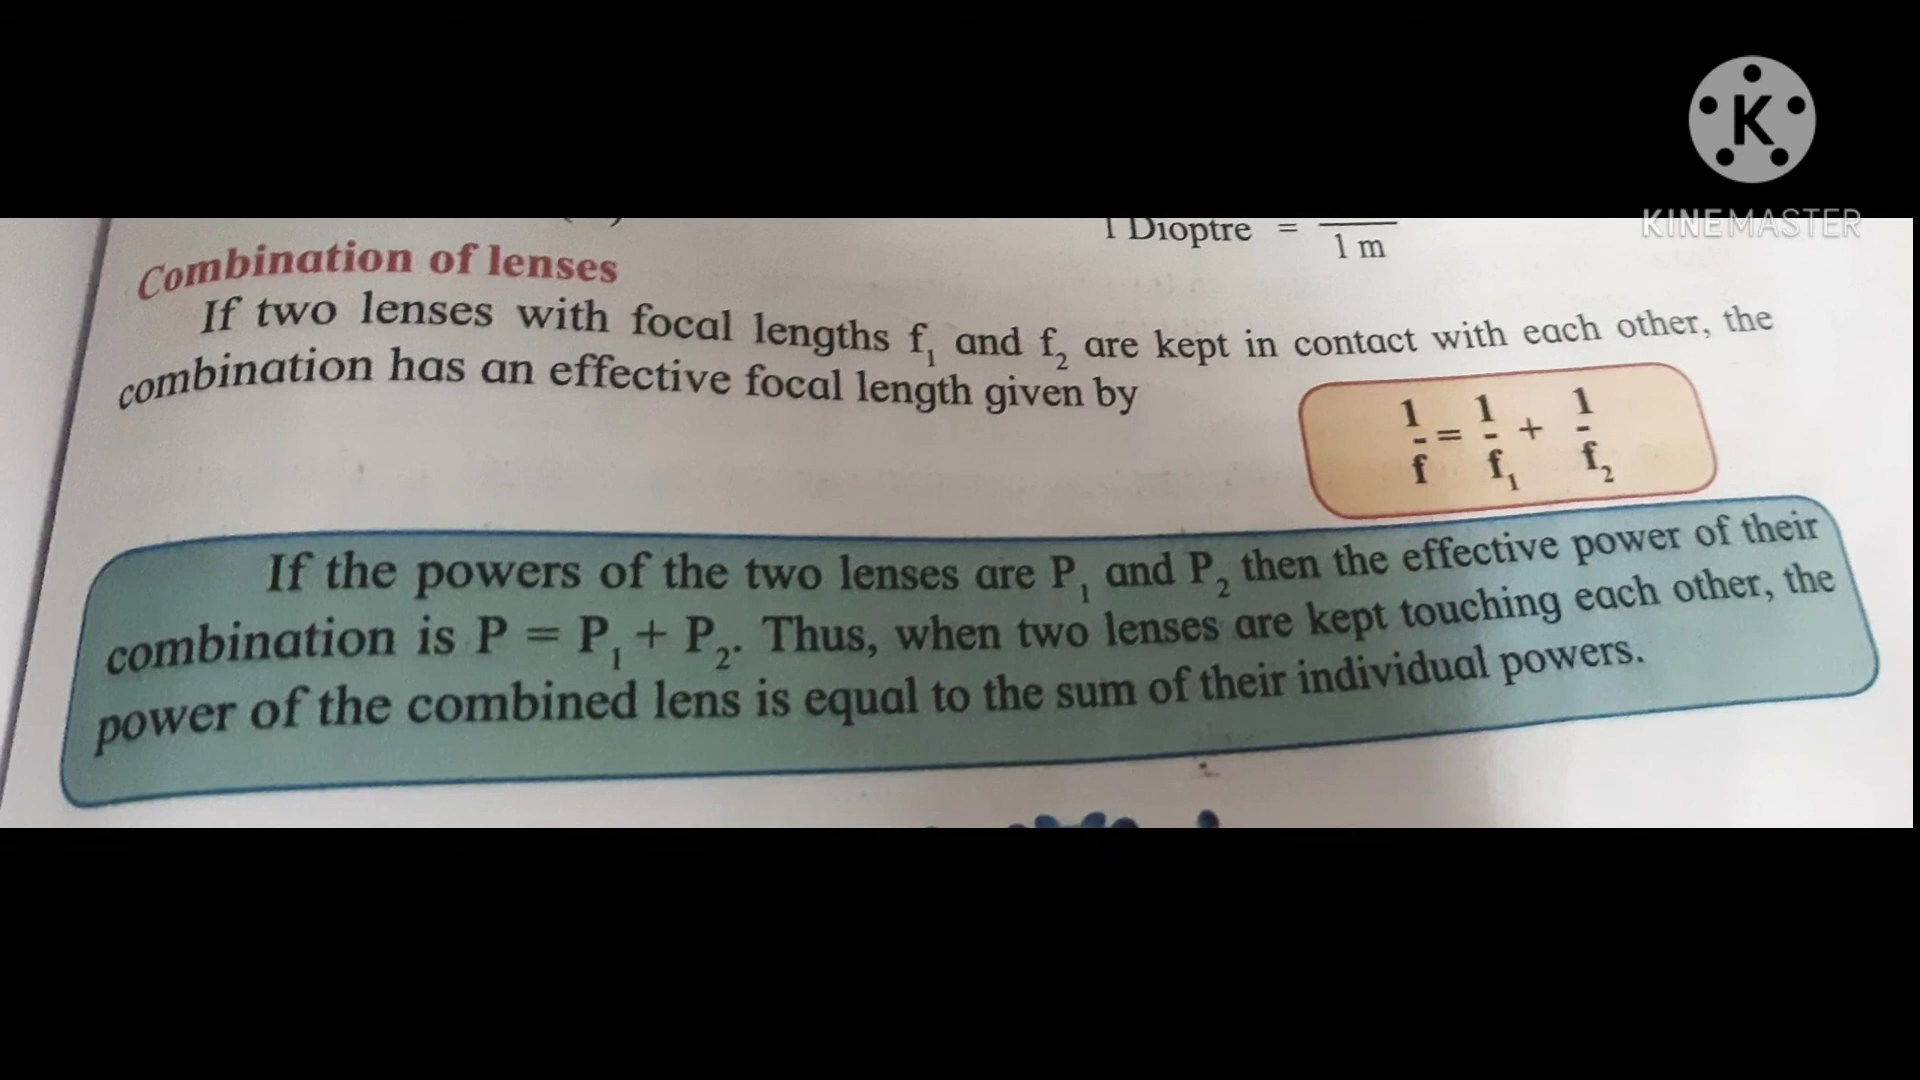 K
KINEMASTER
1 Dioptre = 1 m
Combination of lenses
If two lenses with focal lengths f₁ and f₂ are kept in contact with each other, the
combination has an effective focal length given by
1/f = 1/f₁ + 1/f₂
If the powers of the two lenses are P₁ and P₂ then the effective power of their
combination is P = P₁ + P₂. Thus, when two lenses are kept touching each other, the
power of the combined lens is equal to the sum of their individual powers.